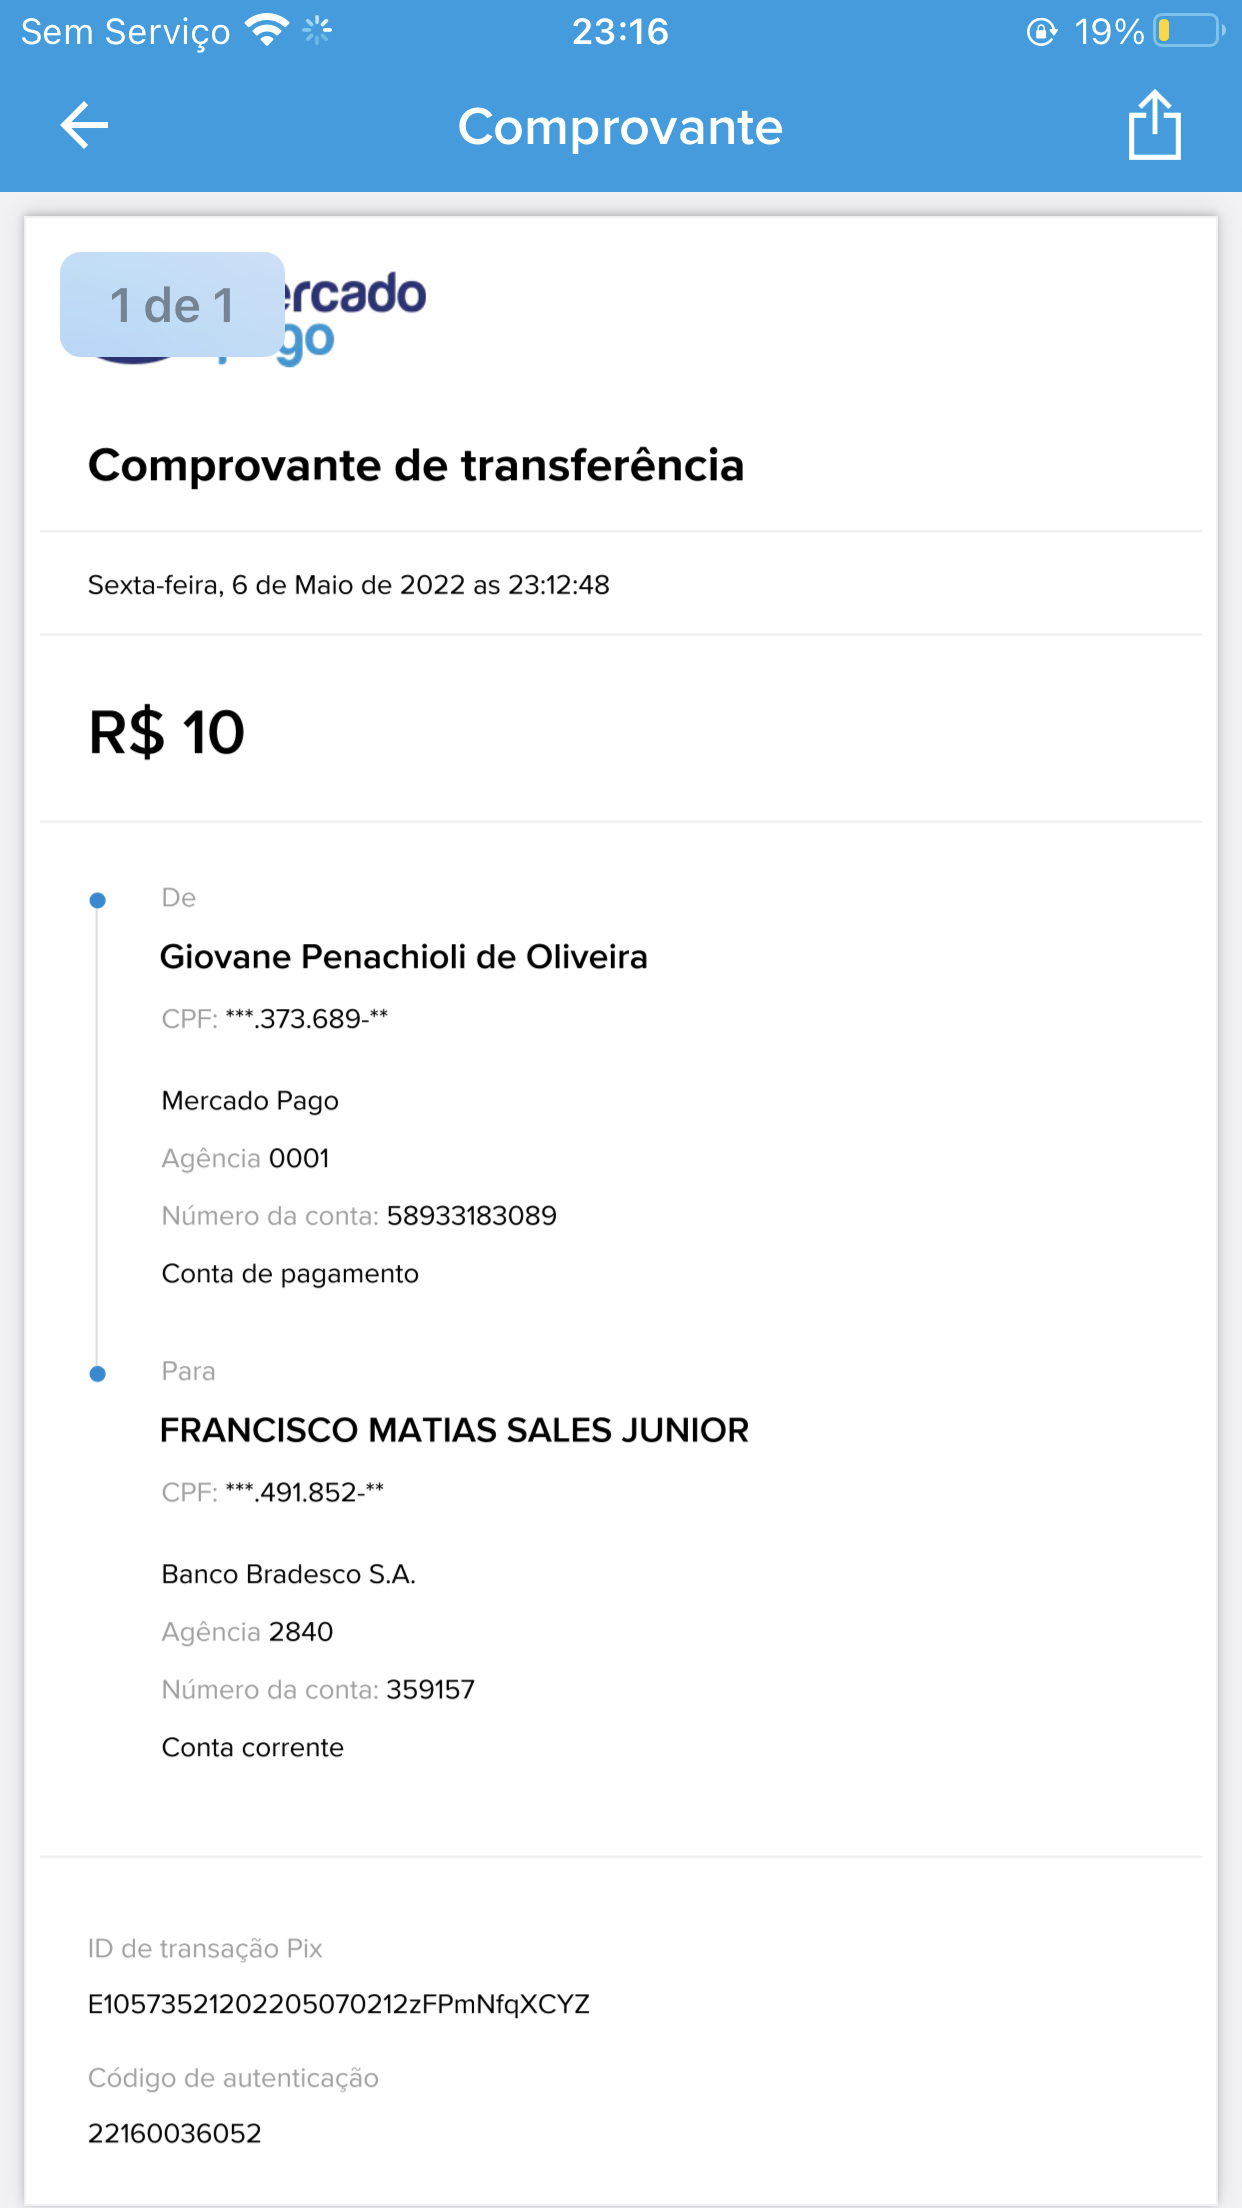 Sem Serviço
23:16
19%
Comprovante
1 de 1
ercado
go
Comprovante de transferência
Sexta-feira, 6 de Maio de 2022 as 23:12:48
R$ 10
De
Giovane Penachioli de Oliveira
CPF: ***.373.689-**
Mercado Pago
Agência 0001
Número da conta: 58933183089
Conta de pagamento
Para
FRANCISCO MATIAS SALES JUNIOR
CPF: ***.491.852-**
Banco Bradesco S.A.
Agência 2840
Número da conta: 359157
Conta corrente
ID de transação Pix
E10573521202205070212zFPmNfqXCYZ
Código de autenticação
22160036052